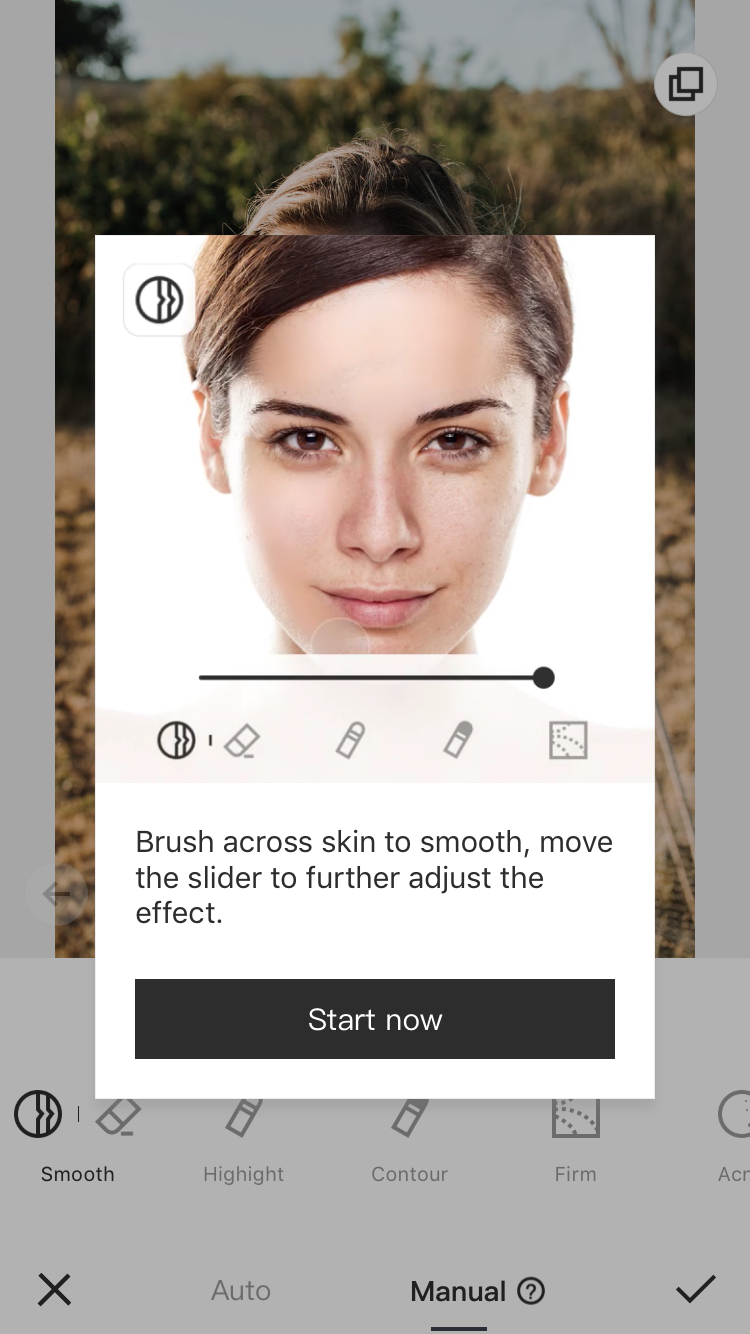 Brush across skin to smooth, move
the slider to further adjust the
effect.
Start now
Smooth
Highight
Contour
Firm
Acr
Auto
Manual